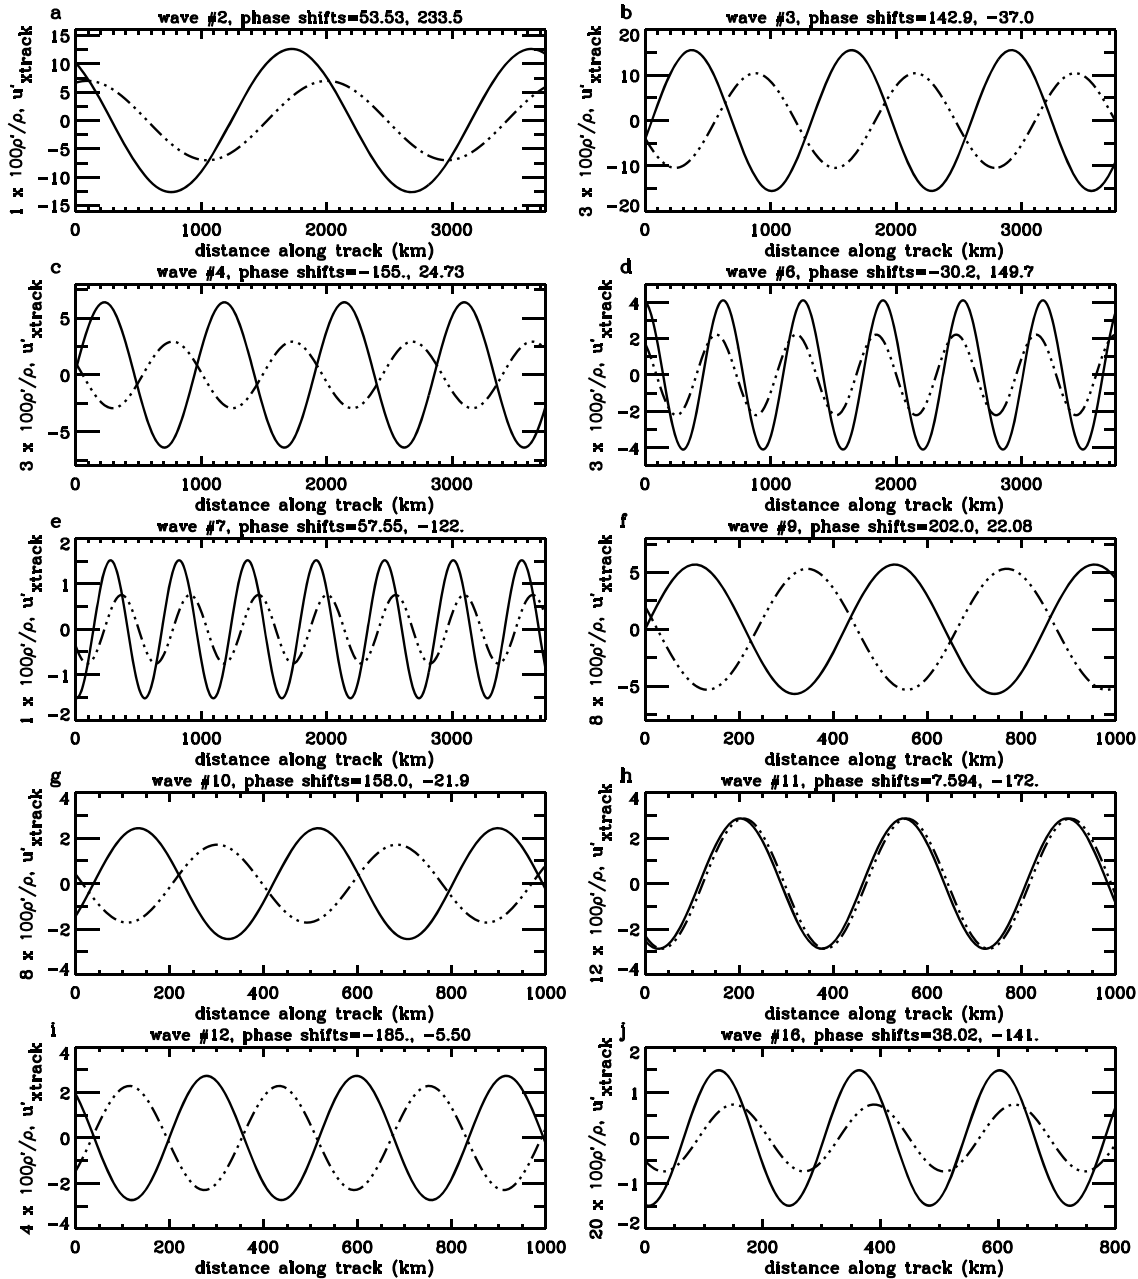 a
wave #2, phase shifts=53.53, 233.5
1 x 100ρ'/ρ, u'xtrack
15
10
5
0
−5
−10
−15
0 1000 2000 3000
distance along track (km)
b
wave #3, phase shifts=142.9, −37.0
3 x 100ρ'/ρ, u'xtrack
20
10
0
−10
−20
0 1000 2000 3000
distance along track (km)
c
wave #4, phase shifts=−155., 24.73
3 x 100ρ'/ρ, u'xtrack
5
0
−5
0 1000 2000 3000
distance along track (km)
d
wave #6, phase shifts=−30.2, 149.7
3 x 100ρ'/ρ, u'xtrack
4
2
0
−2
−4
0 1000 2000 3000
distance along track (km)
e
wave #7, phase shifts=57.55, −122.
1 x 100ρ'/ρ, u'xtrack
2
1
0
−1
−2
0 1000 2000 3000
distance along track (km)
f
wave #9, phase shifts=202.0, 22.08
8 x 100ρ'/ρ, u'xtrack
5
0
−5
0 200 400 600 800 1000
distance along track (km)
g
wave #10, phase shifts=158.0, −21.9
8 x 100ρ'/ρ, u'xtrack
4
2
0
−2
−4
0 200 400 600 800 1000
distance along track (km)
h
wave #11, phase shifts=7.594, −172.
12 x 100ρ'/ρ, u'xtrack
4
2
0
−2
−4
0 200 400 600 800 1000
distance along track (km)
i
wave #12, phase shifts=−185., −5.50
4 x 100ρ'/ρ, u'xtrack
4
2
0
−2
−4
0 200 400 600 800 1000
distance along track (km)
j
wave #16, phase shifts=38.02, −141.
20 x 100ρ'/ρ, u'xtrack
2
1
0
−1
−2
0 200 400 600 800
distance along track (km)